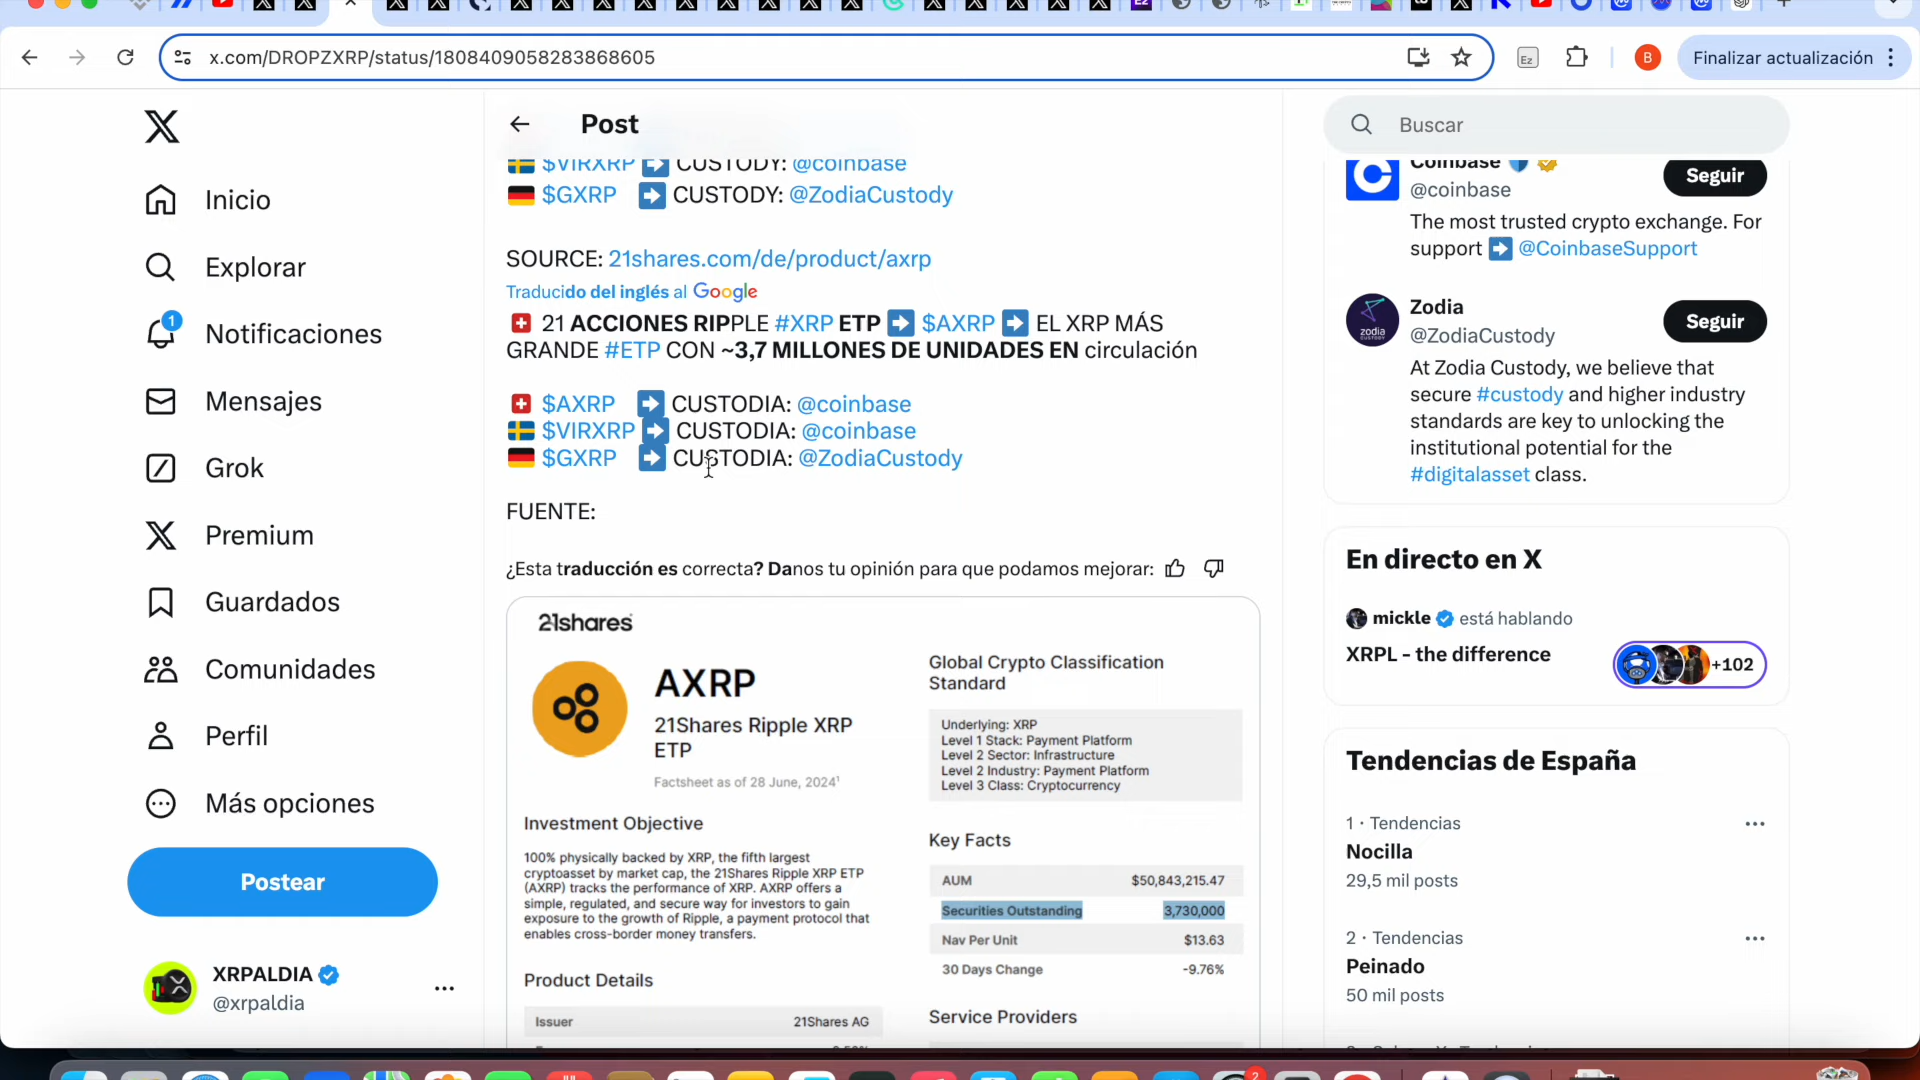 x.com/DROPZXRP/status/1808409058283868605
Ez
B
Finalizar actualización
Inicio
Explorar
1
Notificaciones
Mensajes
Grok
Premium
Guardados
Comunidades
Perfil
Más opciones
Postear
XRPALDIA
@xrpaldia
Post
$VIRXRP ➡ CUSTODY: @coinbase
$GXRP ➡ CUSTODY: @ZodiaCustody
SOURCE: 21shares.com/de/product/axrp
Traducido del inglés al Google
21 ACCIONES RIPPLE #XRP ETP ➡ $AXRP ➡ EL XRP MÁS
GRANDE #ETP CON ~3,7 MILLONES DE UNIDADES EN circulación
$AXRP ➡ CUSTODIA: @coinbase
$VIRXRP ➡ CUSTODIA: @coinbase
$GXRP ➡ CUSTODIA: @ZodiaCustody
FUENTE:
¿Esta traducción es correcta? Danos tu opinión para que podamos mejorar:
21shares
AXRP
21Shares Ripple XRP
ETP
Factsheet as of 28 June, 2024¹
Investment Objective
100% physically backed by XRP, the fifth largest
cryptoasset by market cap, the 21Shares Ripple XRP ETP
(AXRP) tracks the performance of XRP. AXRP offers a
simple, regulated, and secure way for investors to gain
exposure to the growth of Ripple, a payment protocol that
enables cross-border money transfers.
Product Details
Issuer 21Shares AG
Global Crypto Classification
Standard
Underlying: XRP
Level 1 Stack: Payment Platform
Level 2 Sector: Infrastructure
Level 2 Industry: Payment Platform
Level 3 Class: Cryptocurrency
Key Facts
AUM $50,843,215.47
Securities Outstanding 3,730,000
Nav Per Unit $13.63
30 Days Change -9.76%
Service Providers
Buscar
Coinbase
@coinbase
Seguir
The most trusted crypto exchange. For
support ➡ @CoinbaseSupport
zodia
Zodia
@ZodiaCustody
Seguir
At Zodia Custody, we believe that
secure #custody and higher industry
standards are key to unlocking the
institutional potential for the
#digitalasset class.
En directo en X
mickle está hablando
XRPL - the difference
+102
Tendencias de España
1 · Tendencias
Nocilla
29,5 mil posts
2 · Tendencias
Peinado
50 mil posts
2